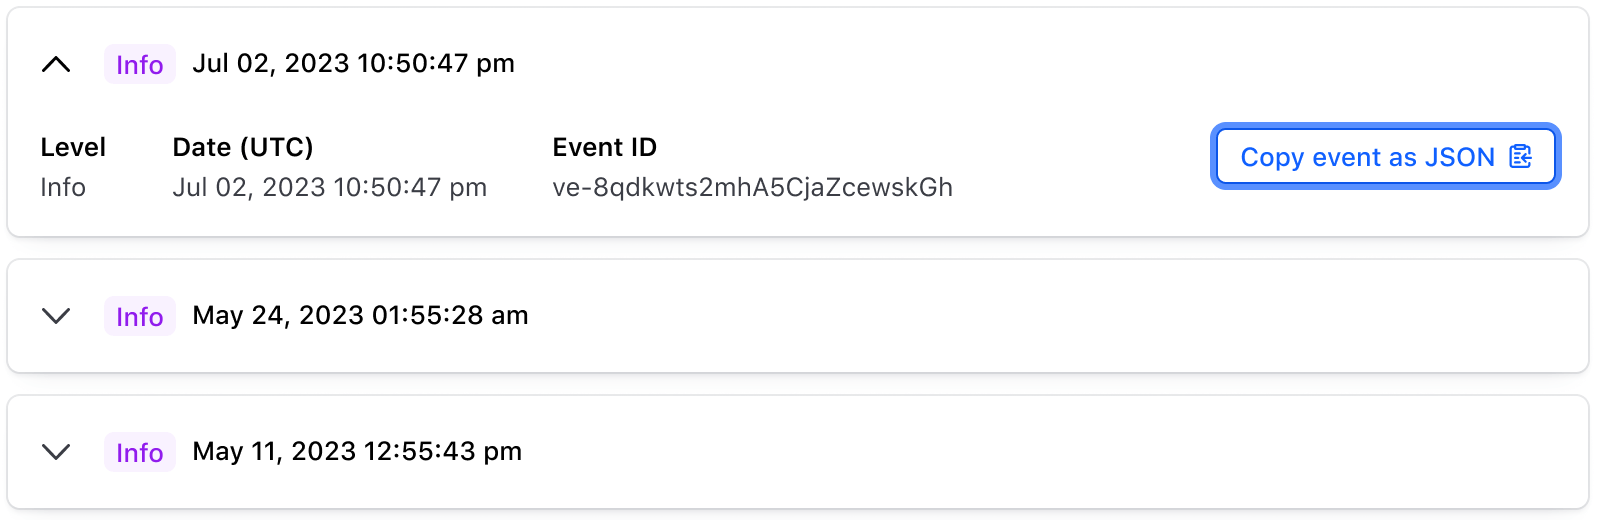 Info Jul 02, 2023 10:50:47 pm
Level Date (UTC) Event ID
Info Jul 02, 2023 10:50:47 pm ve-8qdkwts2mhA5CjaZcewskGh
Copy event as JSON
Info May 24, 2023 01:55:28 am
Info May 11, 2023 12:55:43 pm